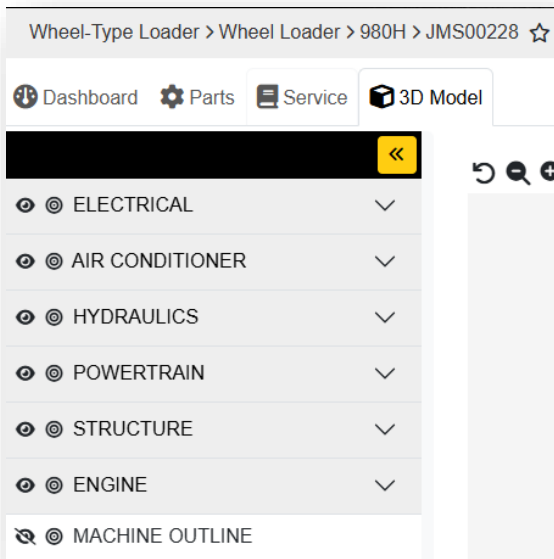 Wheel-Type Loader > Wheel Loader > 980H > JMS00228
Dashboard Parts Service 3D Model
ELECTRICAL
AIR CONDITIONER
HYDRAULICS
POWERTRAIN
STRUCTURE
ENGINE
MACHINE OUTLINE